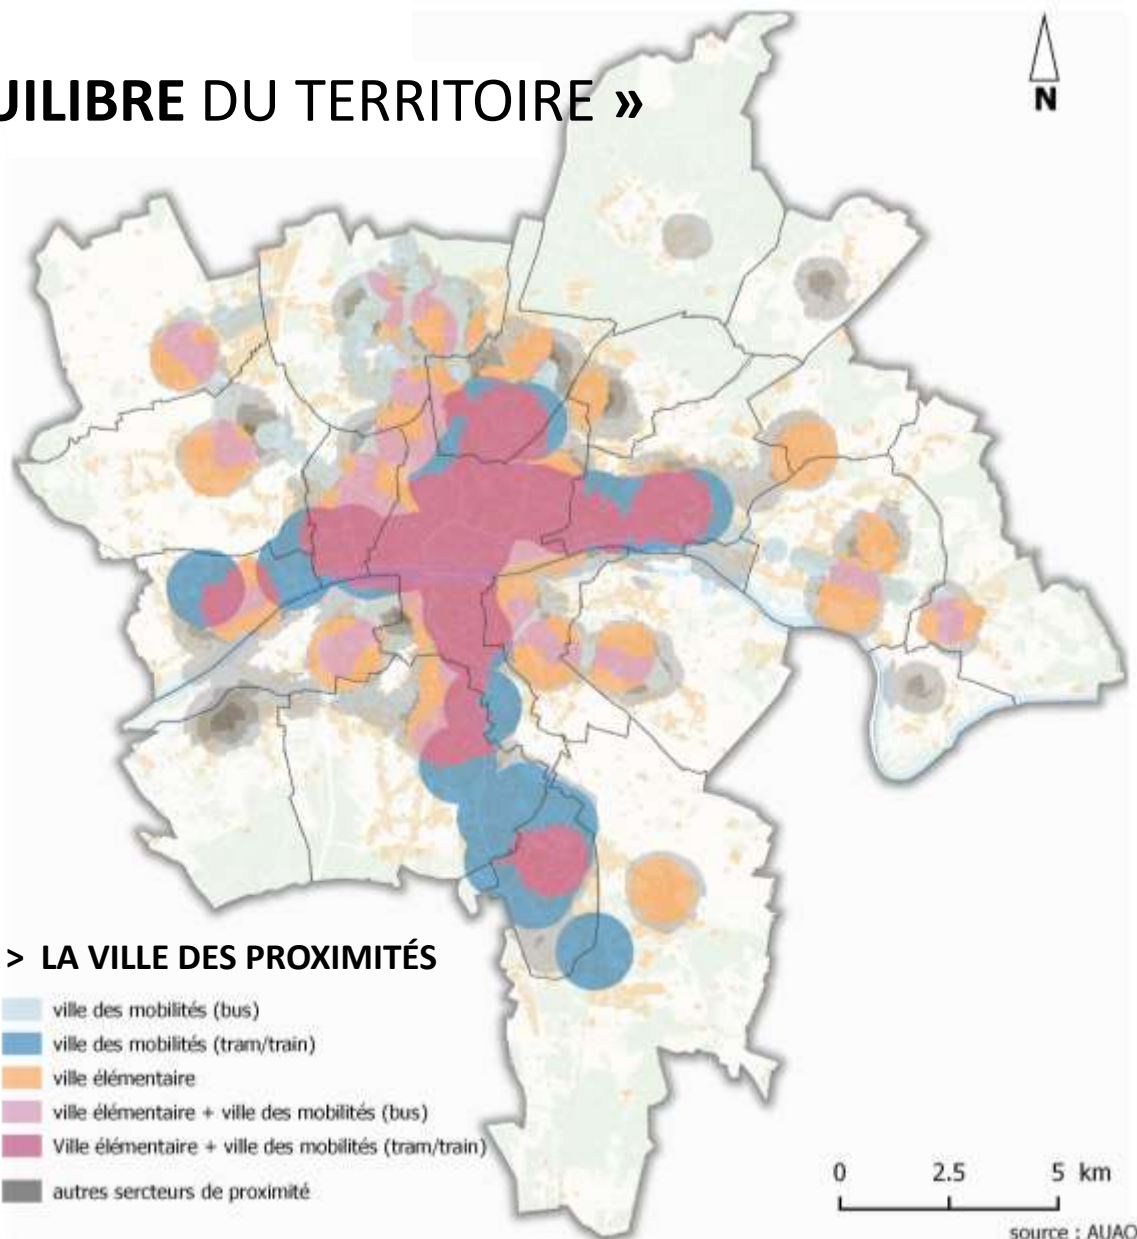 UILIBRE DU TERRITOIRE »
N
> LA VILLE DES PROXIMITÉS
ville des mobilités (bus)
ville des mobilités (tram/train)
ville élémentaire
ville élémentaire + ville des mobilités (bus)
Ville élémentaire + ville des mobilités (tram/train)
autres sercteurs de proximité
0 2.5 5 km
source : AUAO